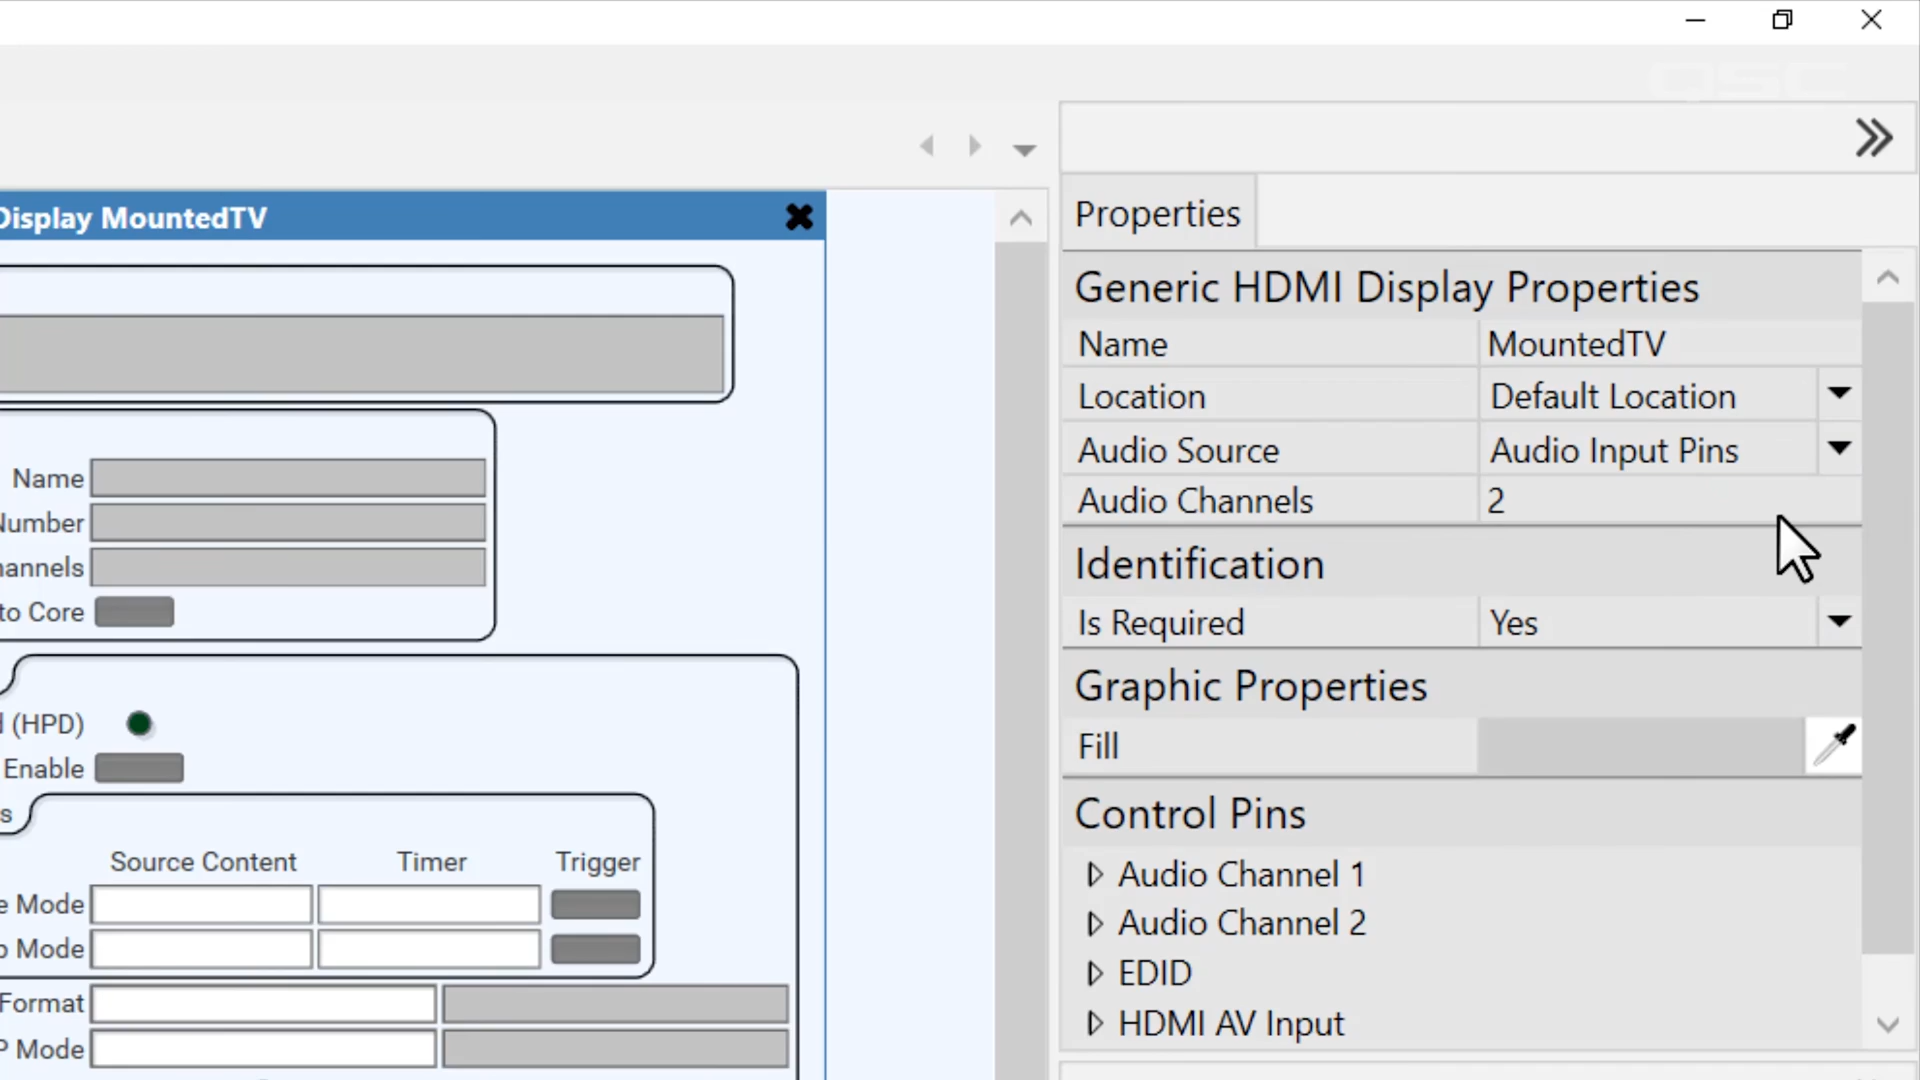 QSC
Display MountedTV
Name
Number
hannels
to Core
(HPD)
Enable
s
Source Content Timer Trigger
e Mode
Mode
Format
P Mode
Properties
Generic HDMI Display Properties
Name MountedTV
Location Default Location
Audio Source Audio Input Pins
Audio Channels 2
Identification
Is Required Yes
Graphic Properties
Fill
Control Pins
Audio Channel 1
Audio Channel 2
EDID
HDMI AV Input